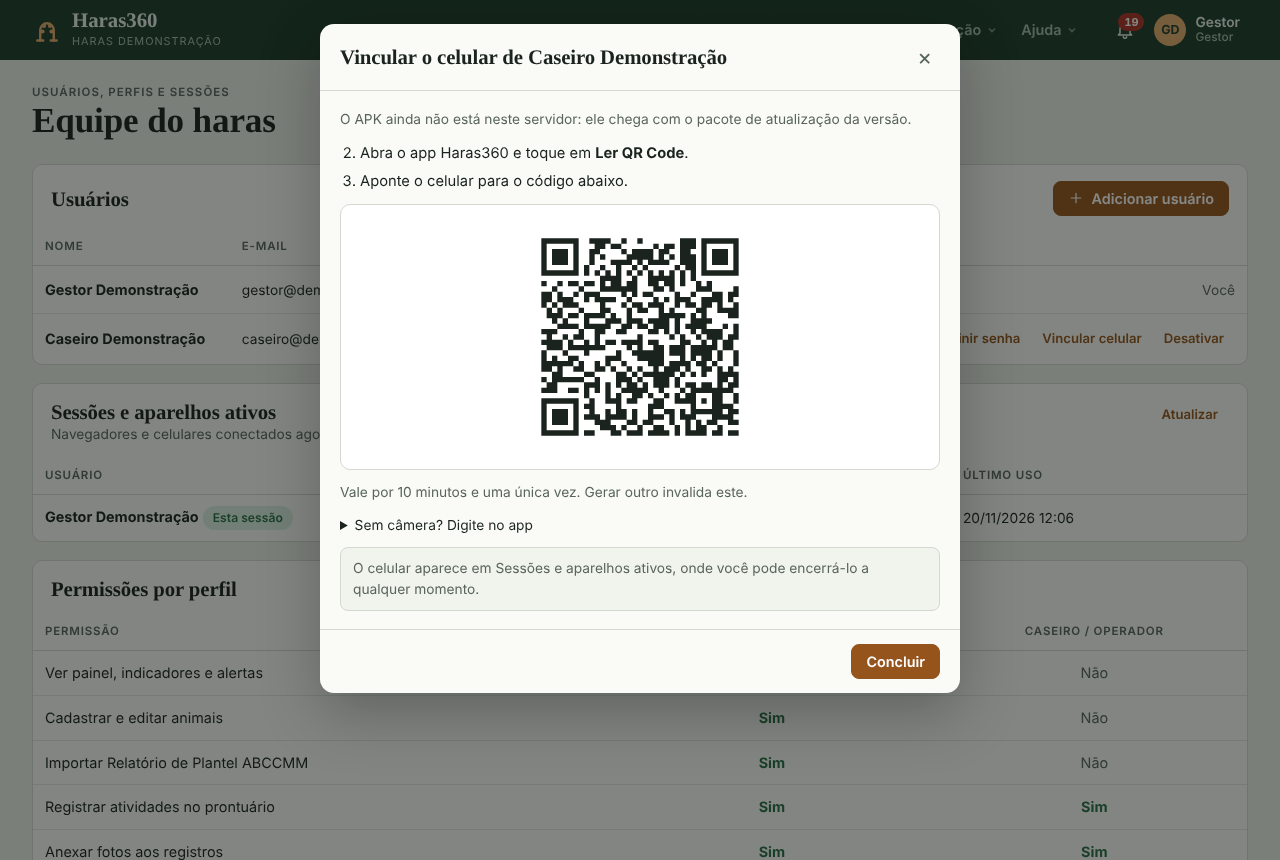 Haras360
HARAS DEMONSTRAÇÃO
Ajuda
19
GD
Gestor
Gestor
USUÁRIOS, PERFIS E SESSÕES
Equipe do haras
Vincular o celular de Caseiro Demonstração
O APK ainda não está neste servidor: ele chega com o pacote de atualização da versão.
2. Abra o app Haras360 e toque em Ler QR Code.
3. Aponte o celular para o código abaixo.
Vale por 10 minutos e uma única vez. Gerar outro invalida este.
Sem câmera? Digite no app
O celular aparece em Sessões e aparelhos ativos, onde você pode encerrá-lo a
qualquer momento.
Concluir
Usuários
+ Adicionar usuário
NOME E-MAIL
Gestor Demonstração gestor@dem Você
Caseiro Demonstração caseiro@de senha Vincular celular Desativar
Sessões e aparelhos ativos
Navegadores e celulares conectados ago
Atualizar
USUÁRIO ÚLTIMO USO
Gestor Demonstração Esta sessão 20/11/2026 12:06
Permissões por perfil
PERMISSÃO CASEIRO / OPERADOR
Ver painel, indicadores e alertas Não
Cadastrar e editar animais Sim Não
Importar Relatório de Plantel ABCCMM Sim Não
Registrar atividades no prontuário Sim Sim
Anexar fotos aos registros Sim Sim